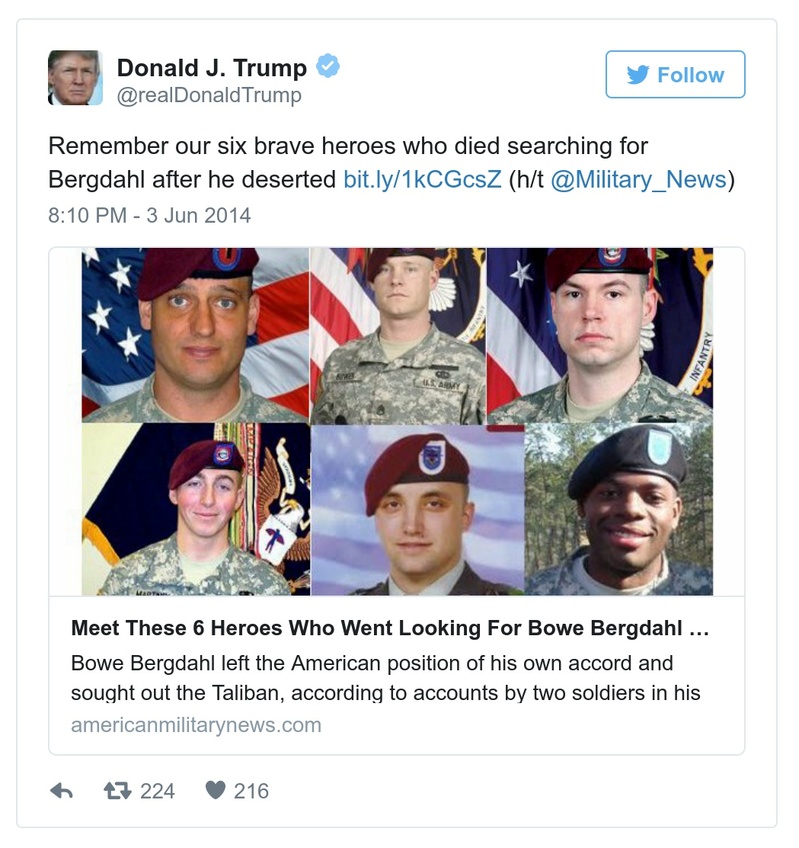 Donald J. Trump
@realDonaldTrump
Follow
Remember our six brave heroes who died searching for
Bergdahl after he deserted bit.ly/1kCGcsZ (h/t @Military_News)
8:10 PM - 3 Jun 2014
U.S. ARMY
INFANTRY
Meet These 6 Heroes Who Went Looking For Bowe Bergdahl ...
Bowe Bergdahl left the American position of his own accord and
sought out the Taliban, according to accounts by two soldiers in his
americanmilitarynews.com
224 216